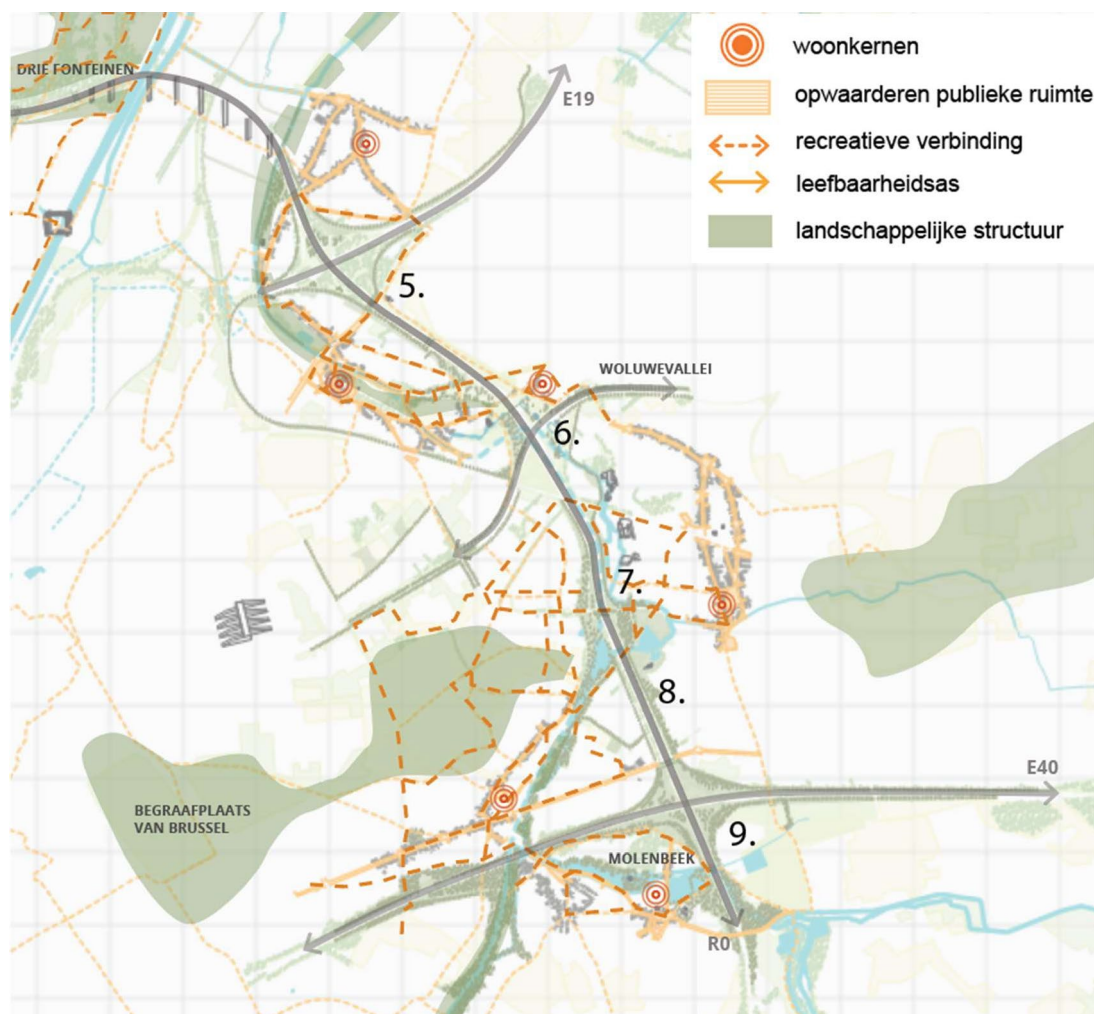 woonkernen
opwaarderen publieke ruimte
recreatieve verbinding
leefbaarheidsas
landschappelijke structuur
DRIE FONTEINEN
E19
5.
WOLUWEVALLEI
6.
7.
8.
E40
BEGRAAFPLAATS
VAN BRUSSEL
9.
MOLENBEEK
R0